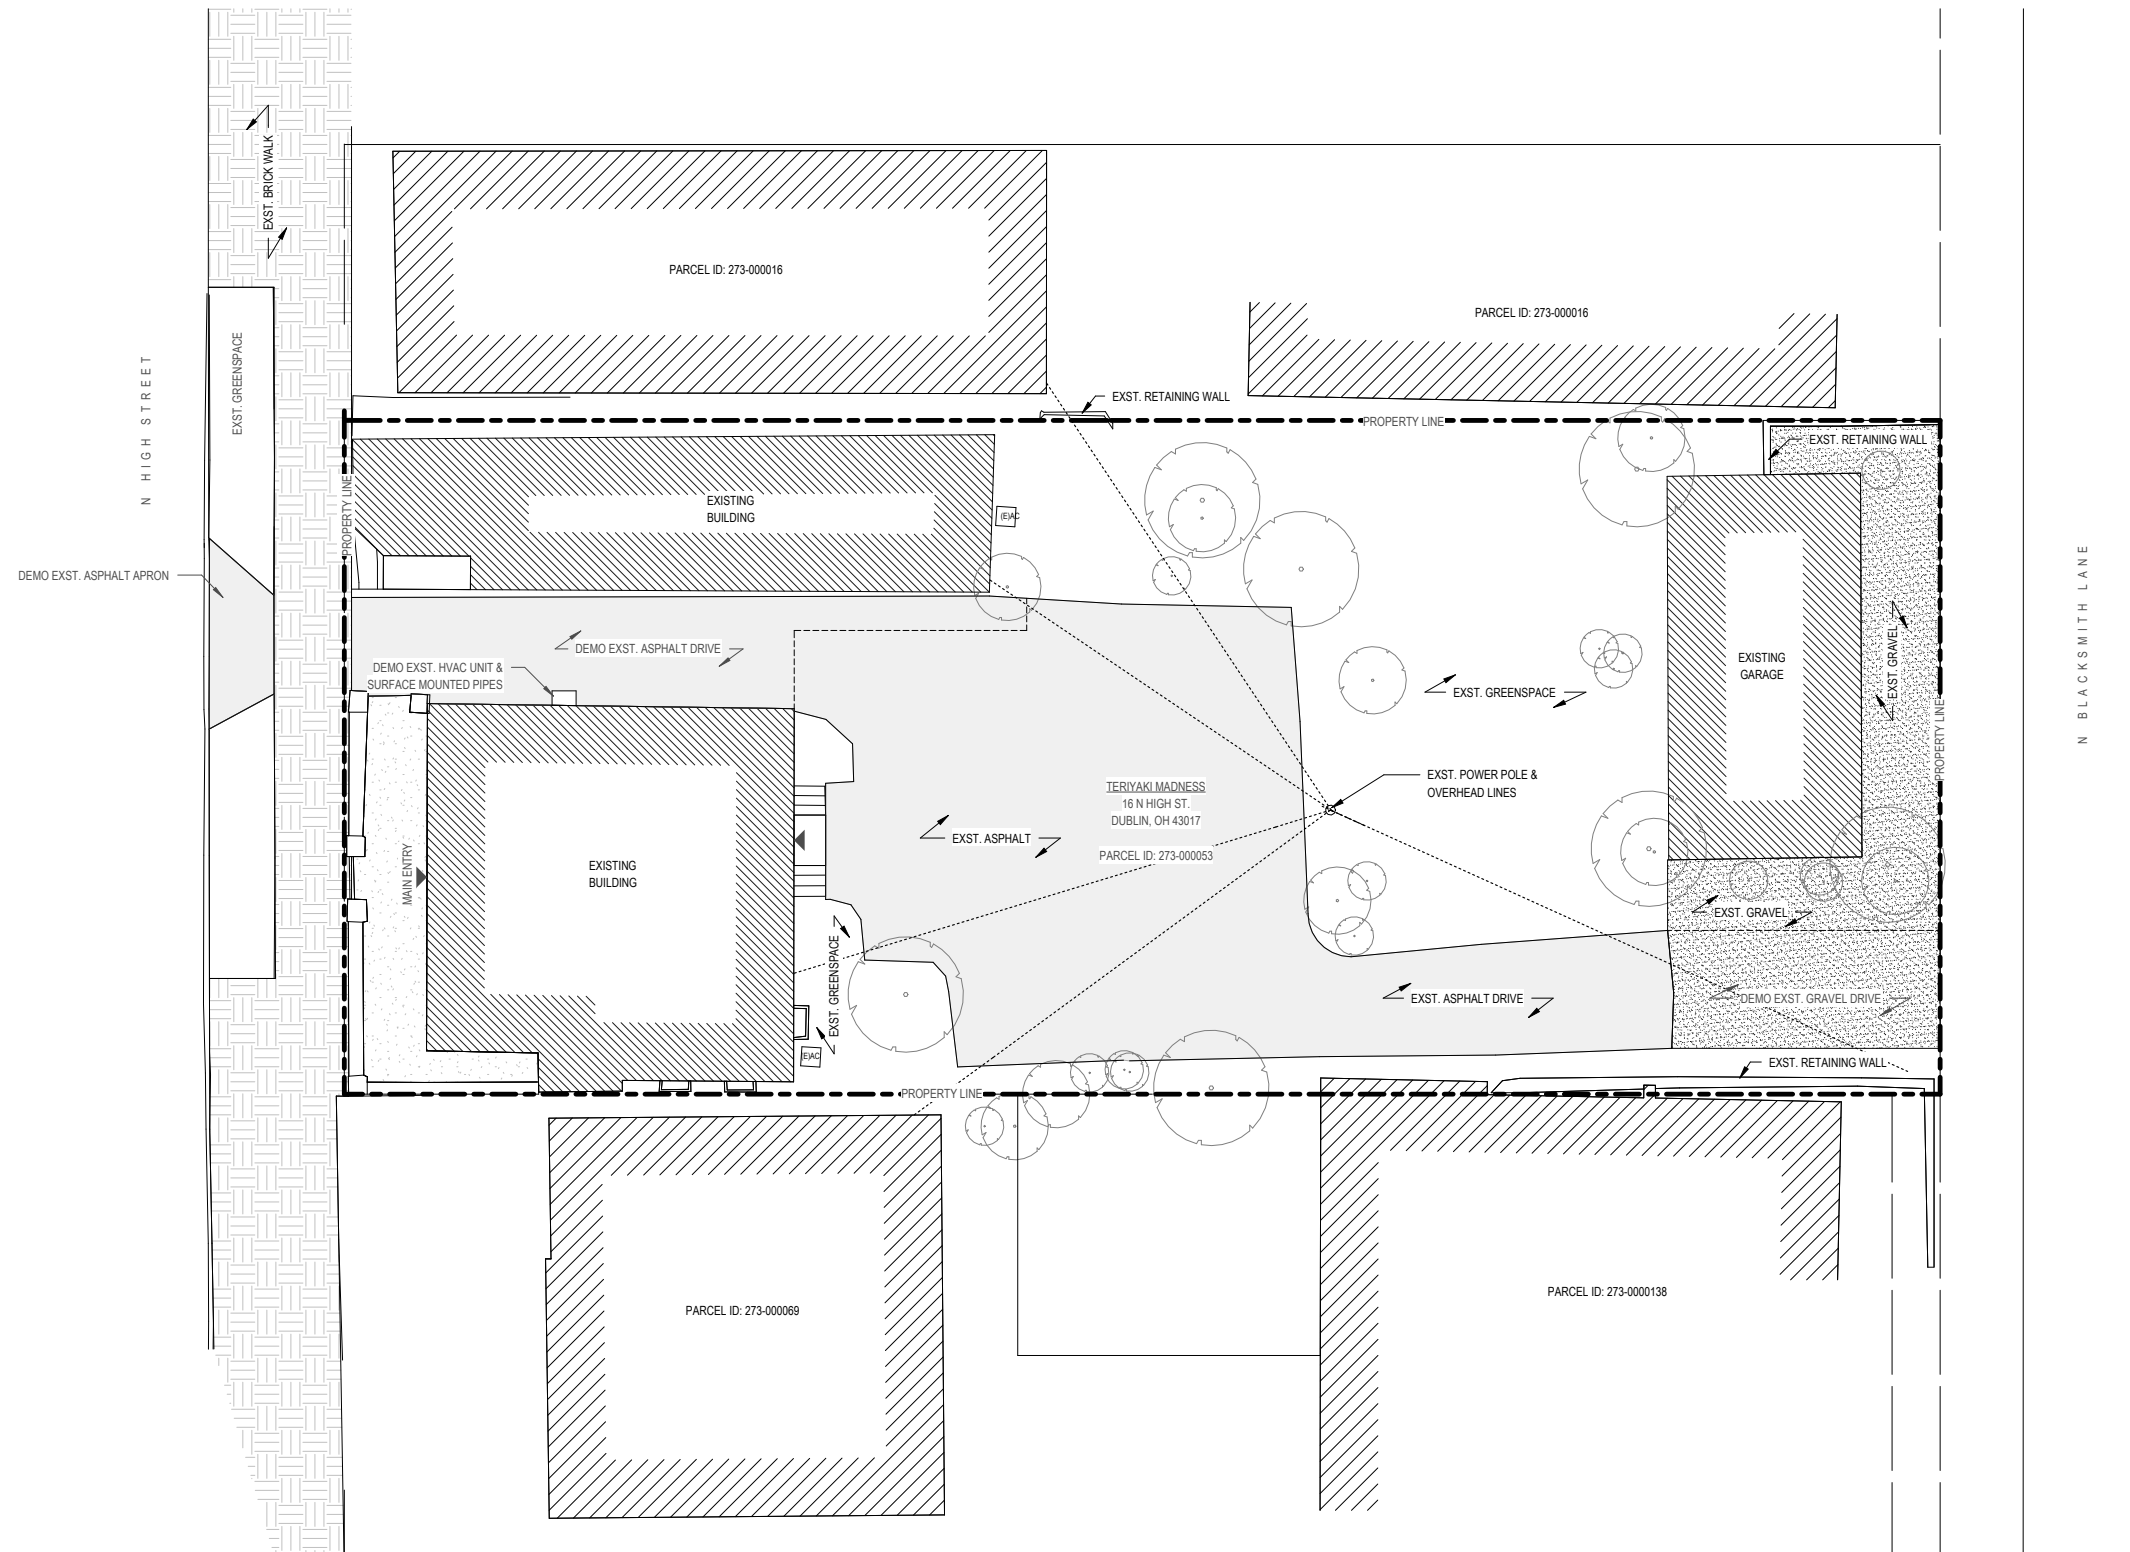 EXST. BRICK WALK
PARCEL ID: 273-000016
PARCEL ID: 273-000016
EXST. GREENSPACE
N HIGH STREET
EXST. RETAINING WALL
PROPERTY LINE
EXST. RETAINING WALL
PROPERTY LINE
EXISTING
BUILDING
(E)AC
DEMO EXST. ASPHALT APRON
DEMO EXST. ASPHALT DRIVE
DEMO EXST. HVAC UNIT &
SURFACE MOUNTED PIPES
EXST. GREENSPACE
EXISTING
GARAGE
EXST. GRAVEL
N BLACKSMITH LANE
PROPERTY LINE
EXST. POWER POLE &
OVERHEAD LINES
TERIYAKI MADNESS
16 N HIGH ST.
DUBLIN, OH 43017
PARCEL ID: 273-000053
EXST. ASPHALT
MAIN ENTRY
EXISTING
BUILDING
EXST. GREENSPACE
EXST. GRAVEL
EXST. ASPHALT DRIVE
DEMO EXST. GRAVEL DRIVE
(E)AC
EXST. RETAINING WALL
PROPERTY LINE
PARCEL ID: 273-000069
PARCEL ID: 273-0000138